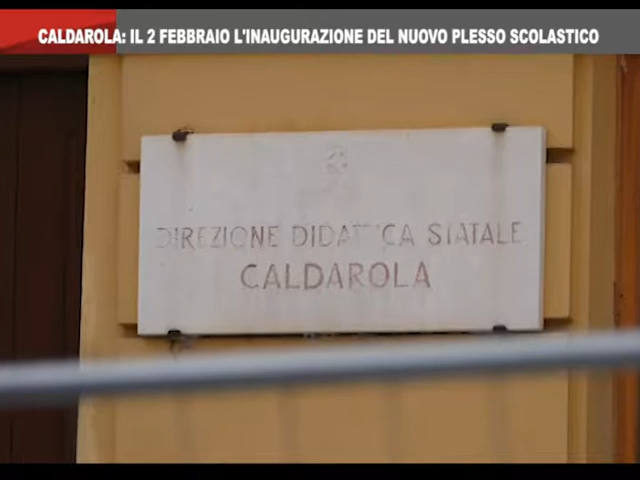 CALDAROLA: IL 2 FEBBRAIO L'INAUGURAZIONE DEL NUOVO PLESSO SCOLASTICO
DIREZIONE DIDATTICA STATALE
CALDAROLA